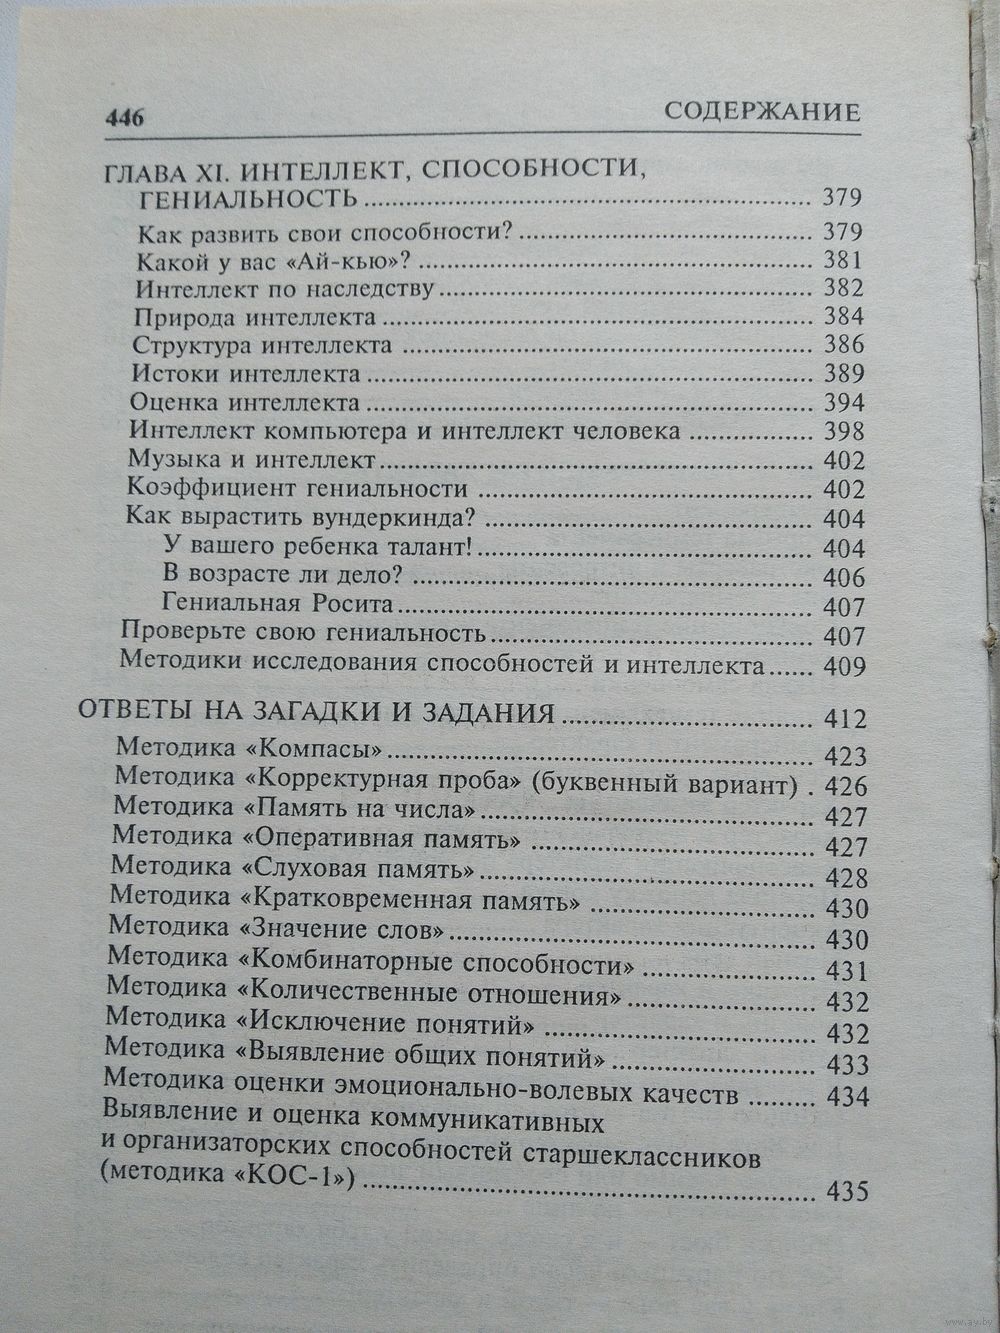 446 СОДЕРЖАНИЕ
ГЛАВА XI. ИНТЕЛЛЕКТ, СПОСОБНОСТИ,
ГЕНИАЛЬНОСТЬ ........ 379
Как развить свои способности? ........ 379
Какой у вас «Ай-кью»? ........ 381
Интеллект по наследству ........ 382
Природа интеллекта ........ 384
Структура интеллекта ........ 386
Истоки интеллекта ........ 389
Оценка интеллекта ........ 394
Интеллект компьютера и интеллект человека ........ 398
Музыка и интеллект ........ 402
Коэффициент гениальности ........ 402
Как вырастить вундеркинда? ........ 404
У вашего ребенка талант! ........ 404
В возрасте ли дело? ........ 406
Гениальная Росита ........ 407
Проверьте свою гениальность ........ 407
Методики исследования способностей и интеллекта ...... 409
ОТВЕТЫ НА ЗАГАДКИ И ЗАДАНИЯ ........ 412
Методика «Компасы» ........ 423
Методика «Корректурная проба» (буквенный вариант) . 426
Методика «Память на числа» ........ 427
Методика «Оперативная память» ........ 427
Методика «Слуховая память» ........ 428
Методика «Кратковременная память» ........ 430
Методика «Значение слов» ........ 430
Методика «Комбинаторные способности» ........ 431
Методика «Количественные отношения» ........ 432
Методика «Исключение понятий» ........ 432
Методика «Выявление общих понятий» ........ 433
Методика оценки эмоционально-волевых качеств ......... 434
Выявление и оценка коммуникативных
и организаторских способностей старшеклассников
(методика «КОС-1») ........ 435
www.ay.by